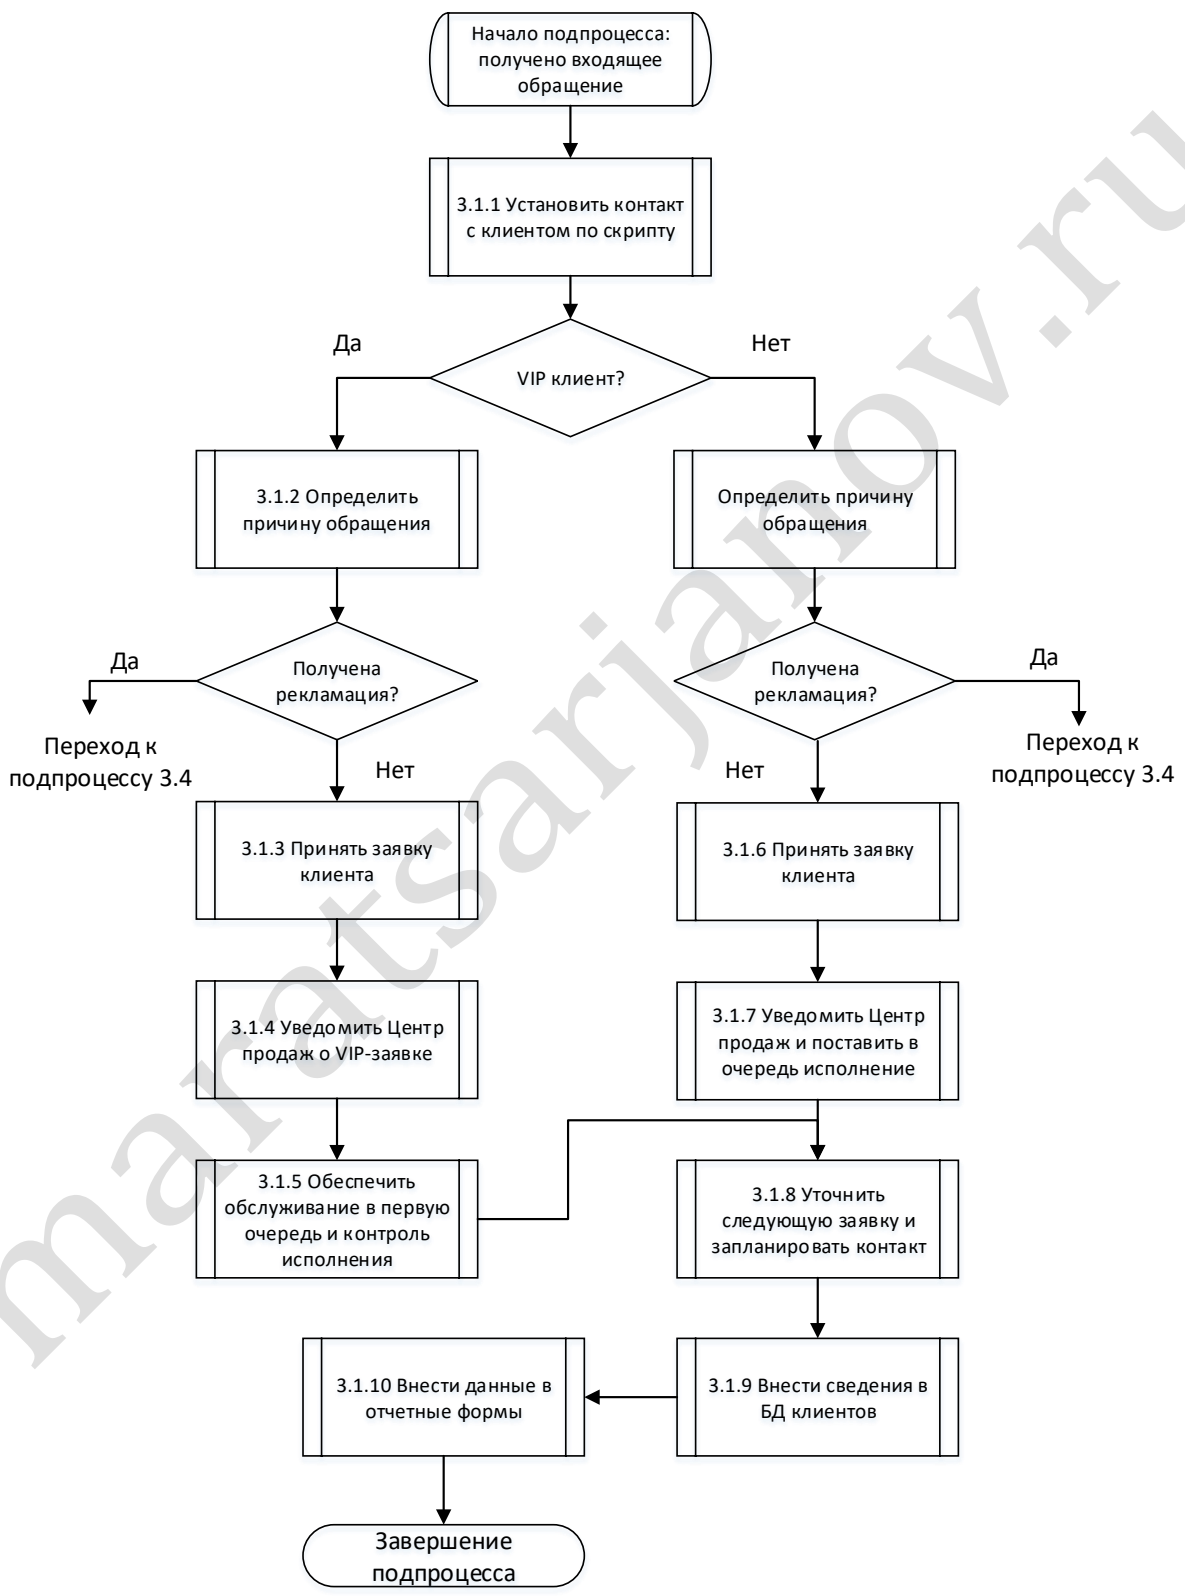 Начало подпроцесса:
получено входящее
обращение
3.1.1 Установить контакт
с клиентом по скрипту
Да
Нет
VIP клиент?
3.1.2 Определить
причину обращения
Определить причину
обращения
Да
Получена
рекламация?
Получена
рекламация?
Да
Переход к
подпроцессу 3.4
Нет
Нет
Переход к
подпроцессу 3.4
3.1.3 Принять заявку
клиента
3.1.6 Принять заявку
клиента
3.1.4 Уведомить Центр
продаж о VIP-заявке
3.1.7 Уведомить Центр
продаж и поставить в
очередь исполнение
3.1.5 Обеспечить
обслуживание в первую
очередь и контроль
исполнения
3.1.8 Уточнить
следующую заявку и
запланировать контакт
3.1.10 Внести данные в
отчетные формы
3.1.9 Внести сведения в
БД клиентов
Завершение
подпроцесса
maratsarjanov.ru